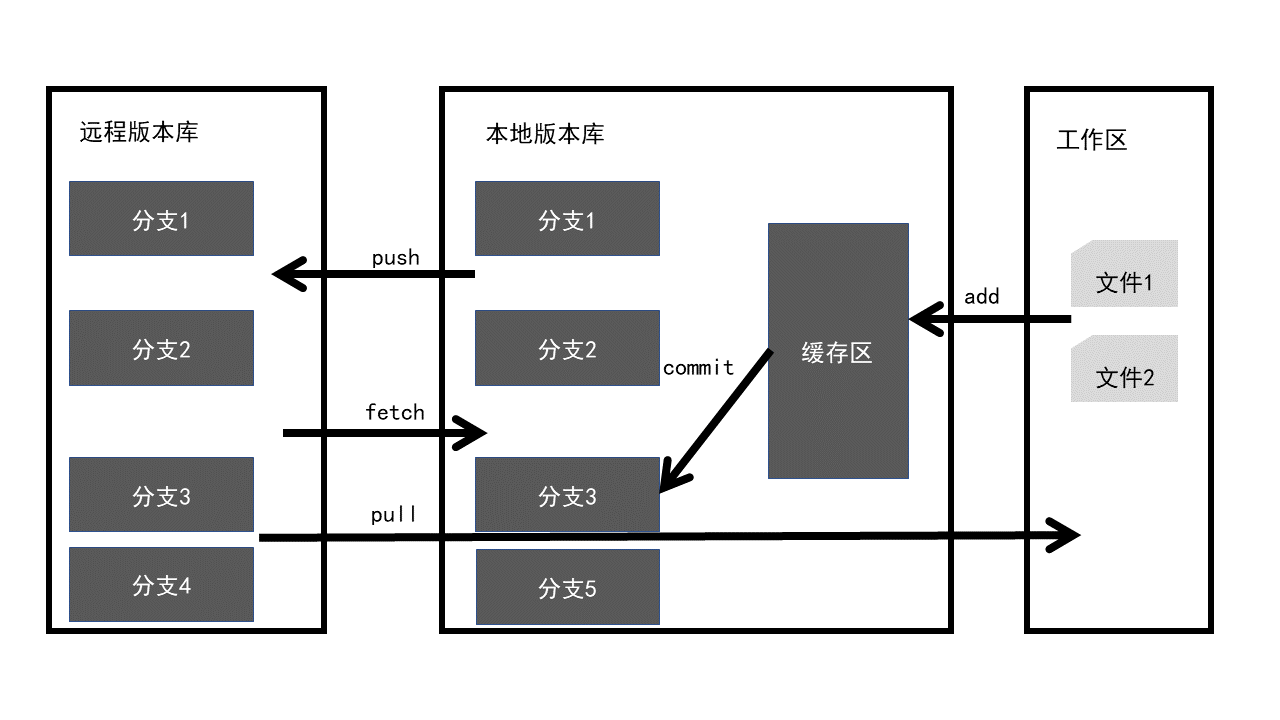 远程版本库
分支1
分支2
分支3
分支4
push
fetch
pull
本地版本库
分支1
分支2
分支3
分支5
commit
缓存区
add
工作区
文件1
文件2